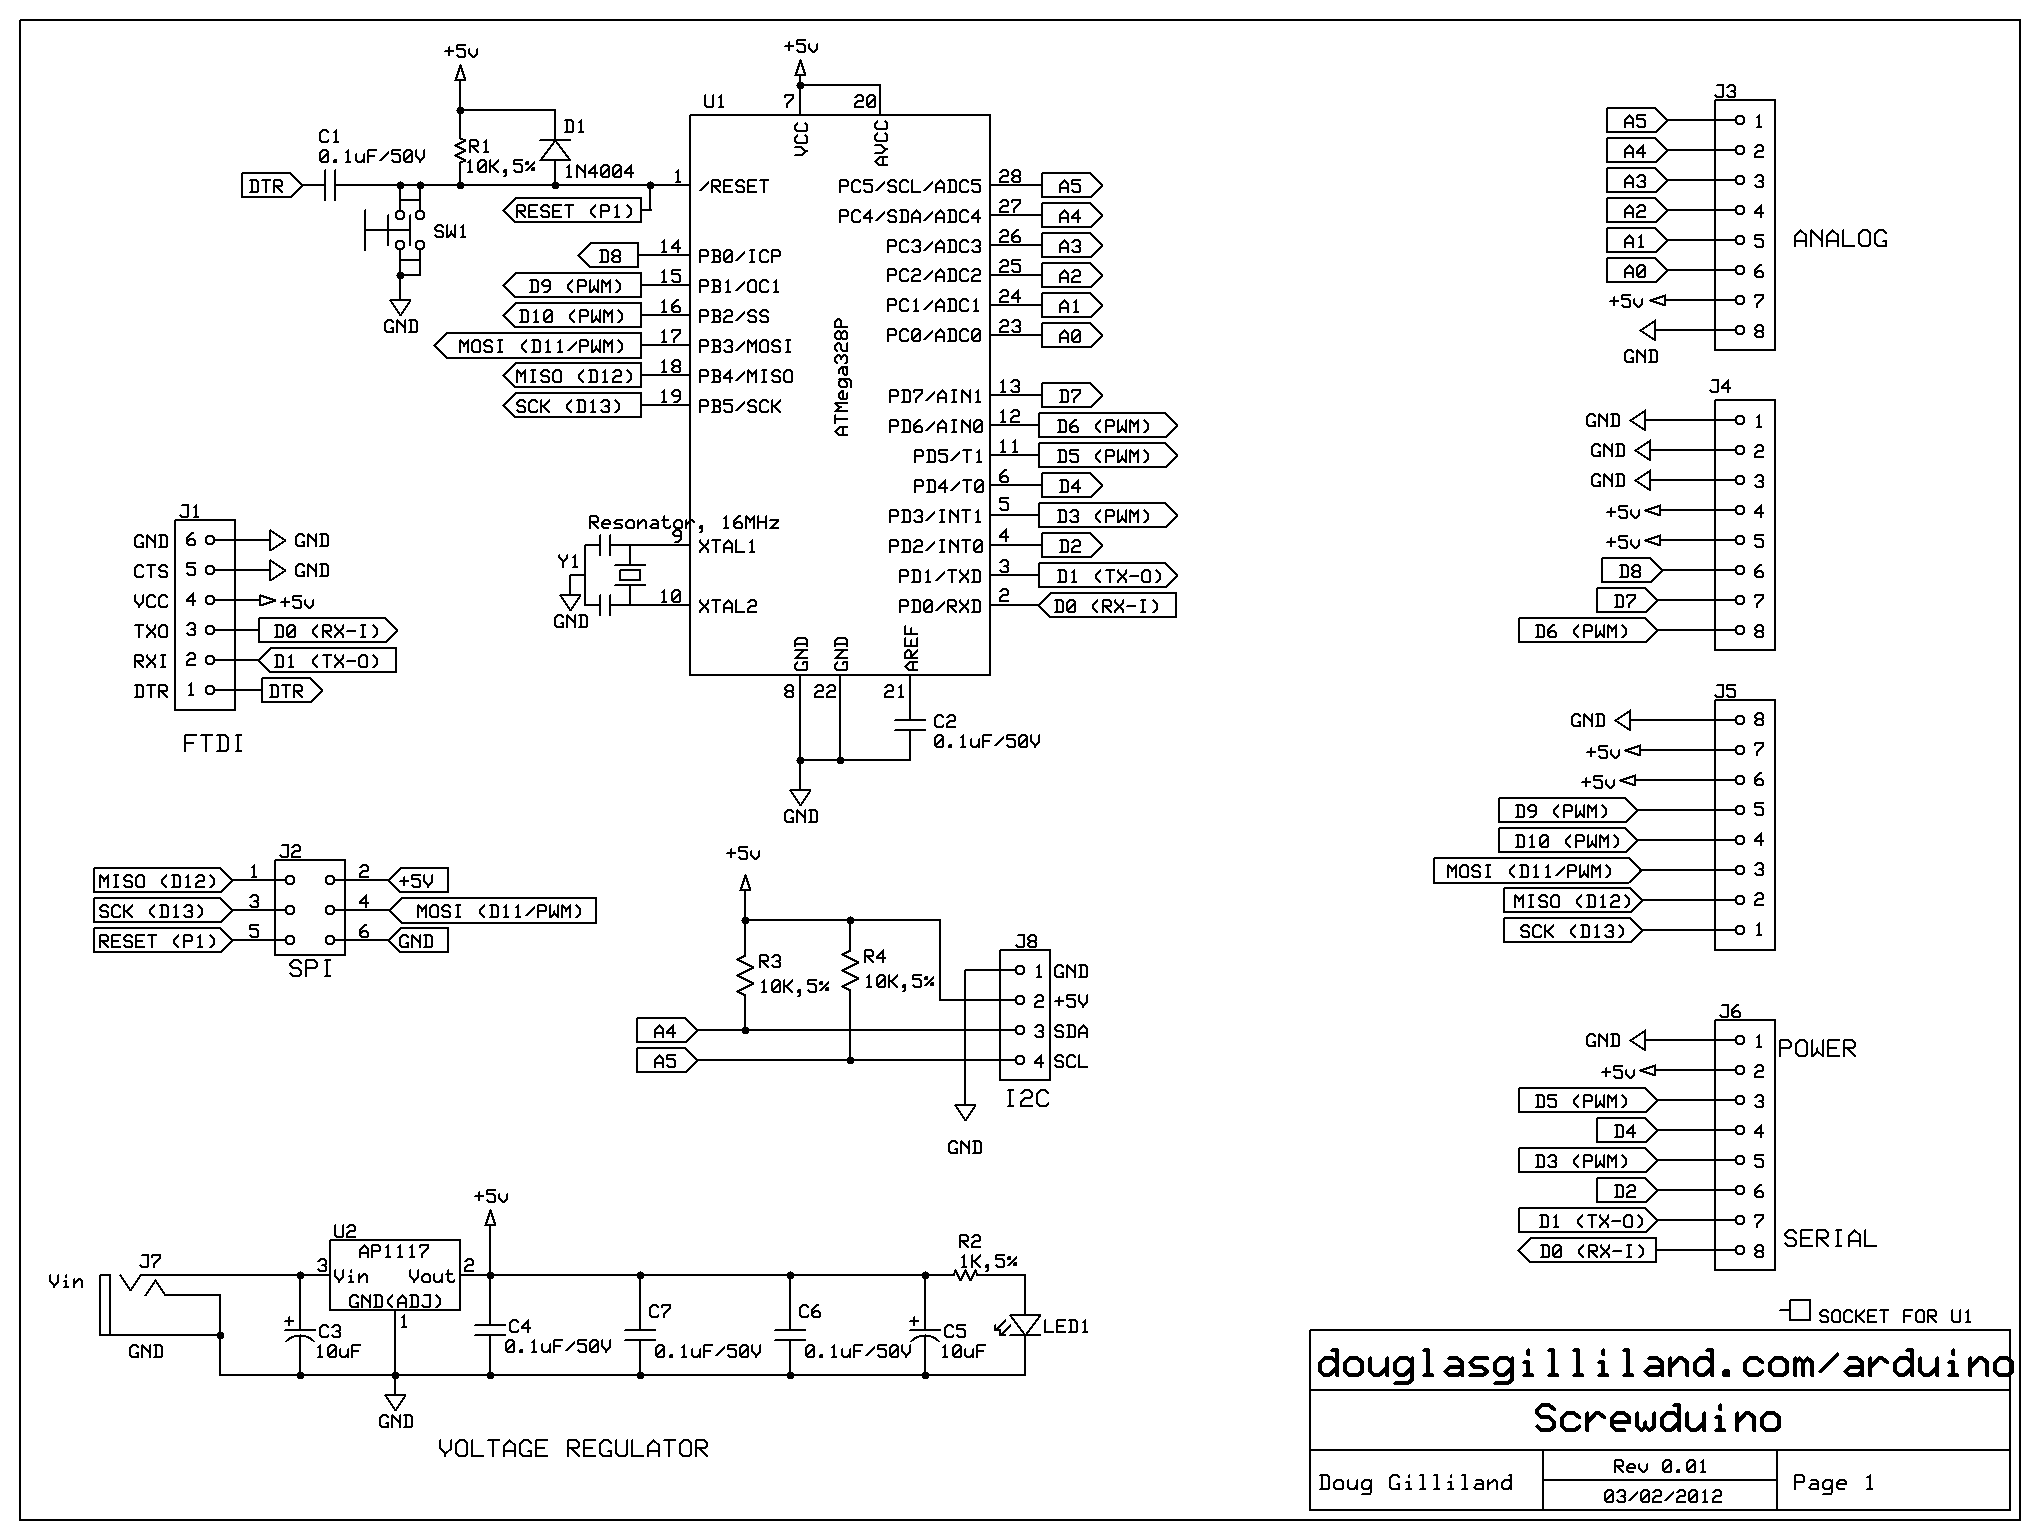 +5v
C1
0.1uF/50V
DTR
R1
10K,5%
D1
1N4004
RESET (P1)
SW1
GND
D8
D9 (PWM)
D10 (PWM)
MOSI (D11/PWM)
MISO (D12)
SCK (D13)
+5v
U1
7
20
VCC
AVCC
1 /RESET
14 PB0/ICP
15 PB1/OC1
16 PB2/SS
17 PB3/MOSI
18 PB4/MISO
19 PB5/SCK
ATMega328P
PC5/SCL/ADC5 28 A5
PC4/SDA/ADC4 27 A4
PC3/ADC3 26 A3
PC2/ADC2 25 A2
PC1/ADC1 24 A1
PC0/ADC0 23 A0
PD7/AIN1 13 D7
PD6/AIN0 12 D6 (PWM)
PD5/T1 11 D5 (PWM)
PD4/T0 6 D4
PD3/INT1 5 D3 (PWM)
PD2/INT0 4 D2
PD1/TXD 3 D1 (TX-O)
PD0/RXD 2 D0 (RX-I)
Resonator, 16MHz
Y1
GND
9 XTAL1
10 XTAL2
GND
GND
AREF
8
22
21
C2
0.1uF/50V
GND
J1
GND 6 GND
CTS 5 GND
VCC 4 +5v
TXO 3 D0 (RX-I)
RXI 2 D1 (TX-O)
DTR 1 DTR
FTDI
J2
MISO (D12) 1 2 +5V
SCK (D13) 3 4 MOSI (D11/PWM)
RESET (P1) 5 6 GND
SPI
+5v
R3
10K,5%
R4
10K,5%
A4
A5
J8
1 GND
2 +5V
3 SDA
4 SCL
I2C
GND
Vin
J7
GND
U2
AP1117
3 Vin Vout 2
GND(ADJ)
1
+5v
C3
10uF
C4
0.1uF/50V
C7
0.1uF/50V
C6
0.1uF/50V
C5
10uF
+
+
R2
1K,5%
LED1
GND
VOLTAGE REGULATOR
J3
A5 1
A4 2
A3 3
A2 4
A1 5
A0 6
+5v 7
GND 8
ANALOG
J4
GND 1
GND 2
GND 3
+5v 4
+5v 5
D8 6
D7 7
D6 (PWM) 8
J5
GND 8
+5v 7
+5v 6
D9 (PWM) 5
D10 (PWM) 4
MOSI (D11/PWM) 3
MISO (D12) 2
SCK (D13) 1
J6
GND 1 POWER
+5v 2
D5 (PWM) 3
D4 4
D3 (PWM) 5
D2 6
D1 (TX-O) 7
D0 (RX-I) 8
SERIAL
SOCKET FOR U1
douglasgilliland.com/arduino
Screwduino
Doug Gilliland
Rev 0.01
03/02/2012
Page 1